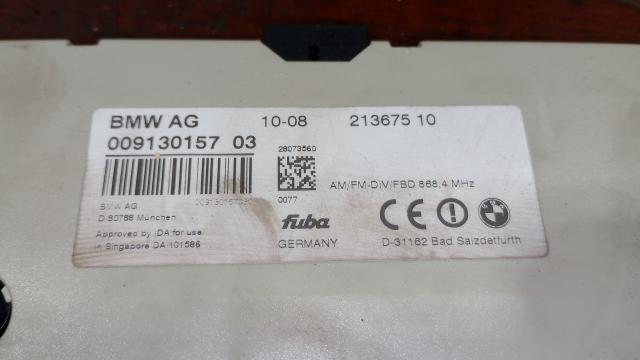 BMW AG 10-08 213675 10
009130157 03
28073560
0077
AM/FM-DIV/FBD 868,4 MHz
BMW AG
D-80788 München
Approved by IDA for use
in Singapore DA 101586
fuba
GERMANY
CE
D-31162 Bad Salzdetfurth